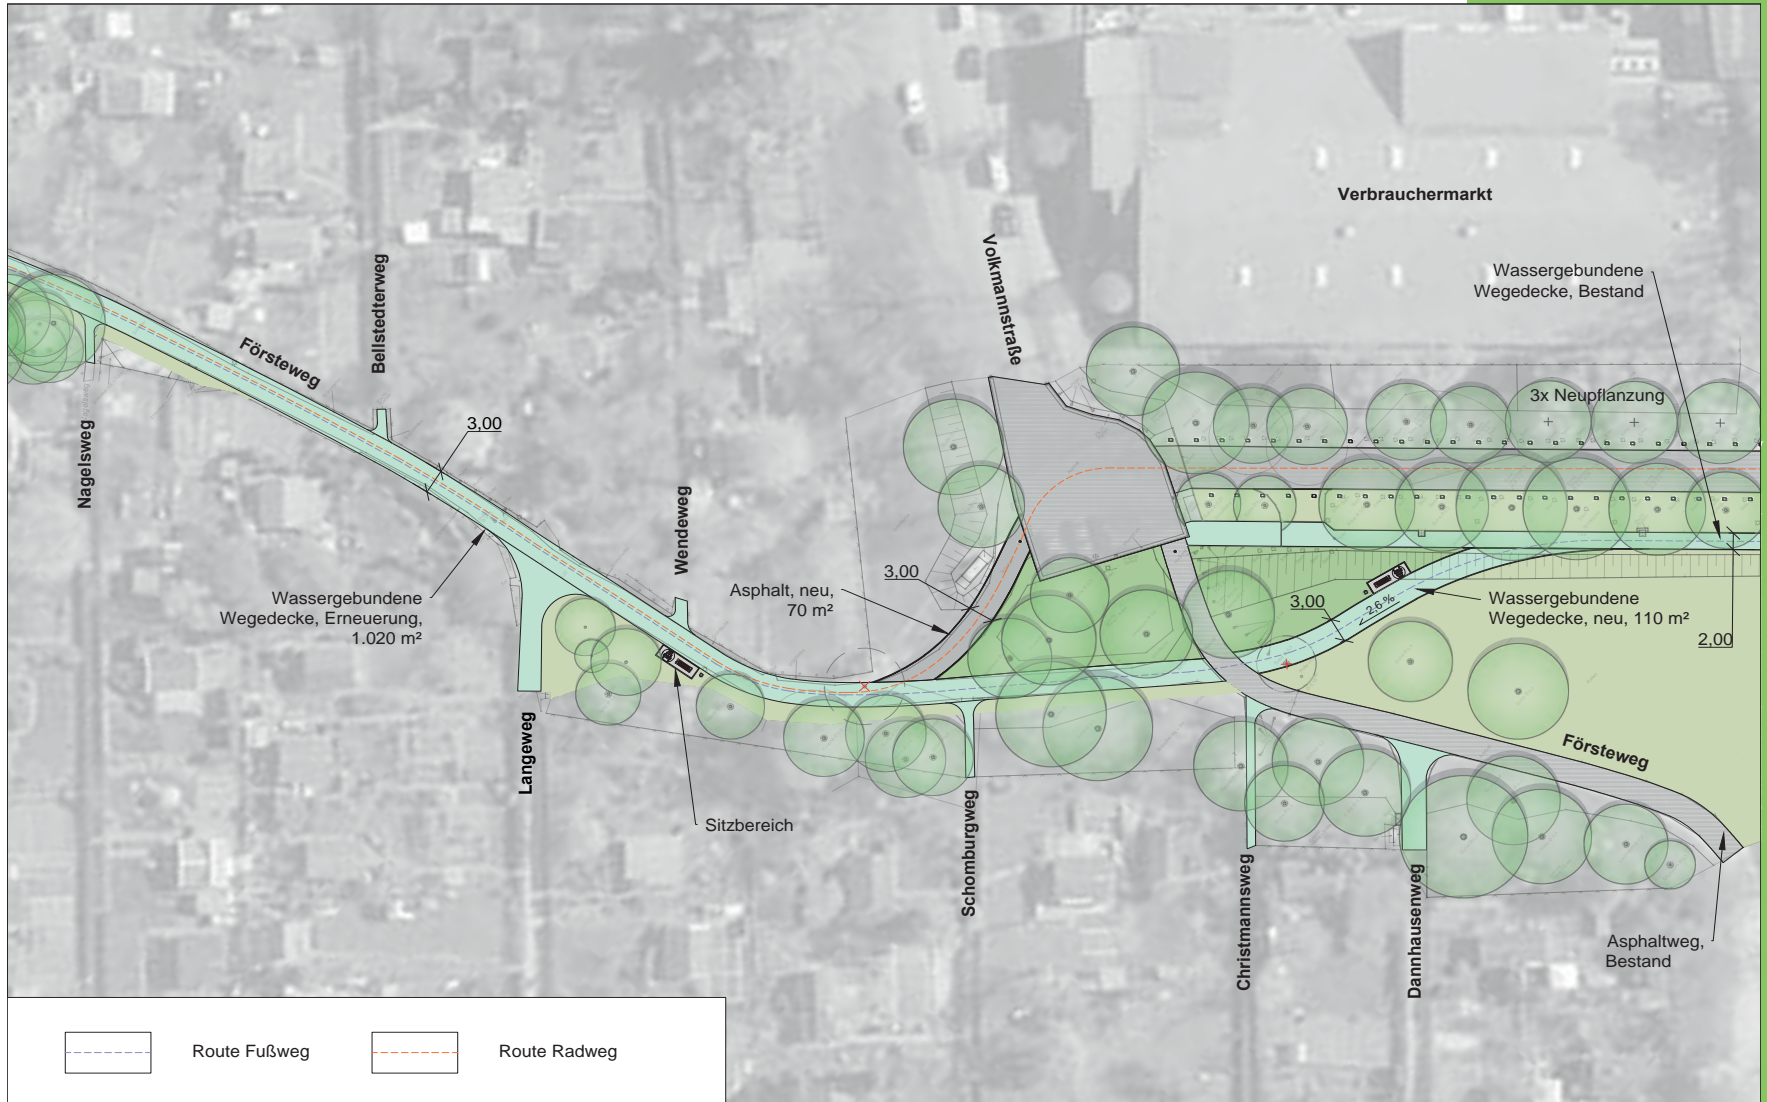 Verbrauchermarkt
Volkmannstraße
Wassergebundene
Wegedecke, Bestand
Bellstedterweg
Försteweg
3x Neupflanzung
3,00
Nagelsweg
Wendeweg
Asphalt, neu,
70 m²
3,00
Wassergebundene
Wegedecke, Erneuerung,
1.020 m²
3,00
2,6 %
Wassergebundene
Wegedecke, neu, 110 m²
2,00
Langeweg
Försteweg
Sitzbereich
Schomburgweg
Christmannsweg
Dannhausenweg
Asphaltweg,
Bestand
Route Fußweg
Route Radweg